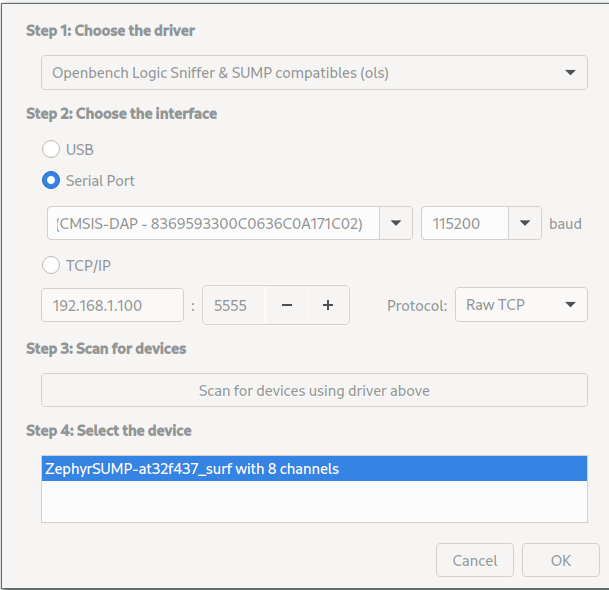 Step 1: Choose the driver
Openbench Logic Sniffer & SUMP compatibles (ols)
Step 2: Choose the interface
USB
Serial Port
(CMSIS-DAP - 8369593300C0636C0A171C02) 115200 baud
TCP/IP
192.168.1.100 : 5555 − + Protocol: Raw TCP
Step 3: Scan for devices
Scan for devices using driver above
Step 4: Select the device
ZephyrSUMP-at32f437_surf with 8 channels
Cancel OK